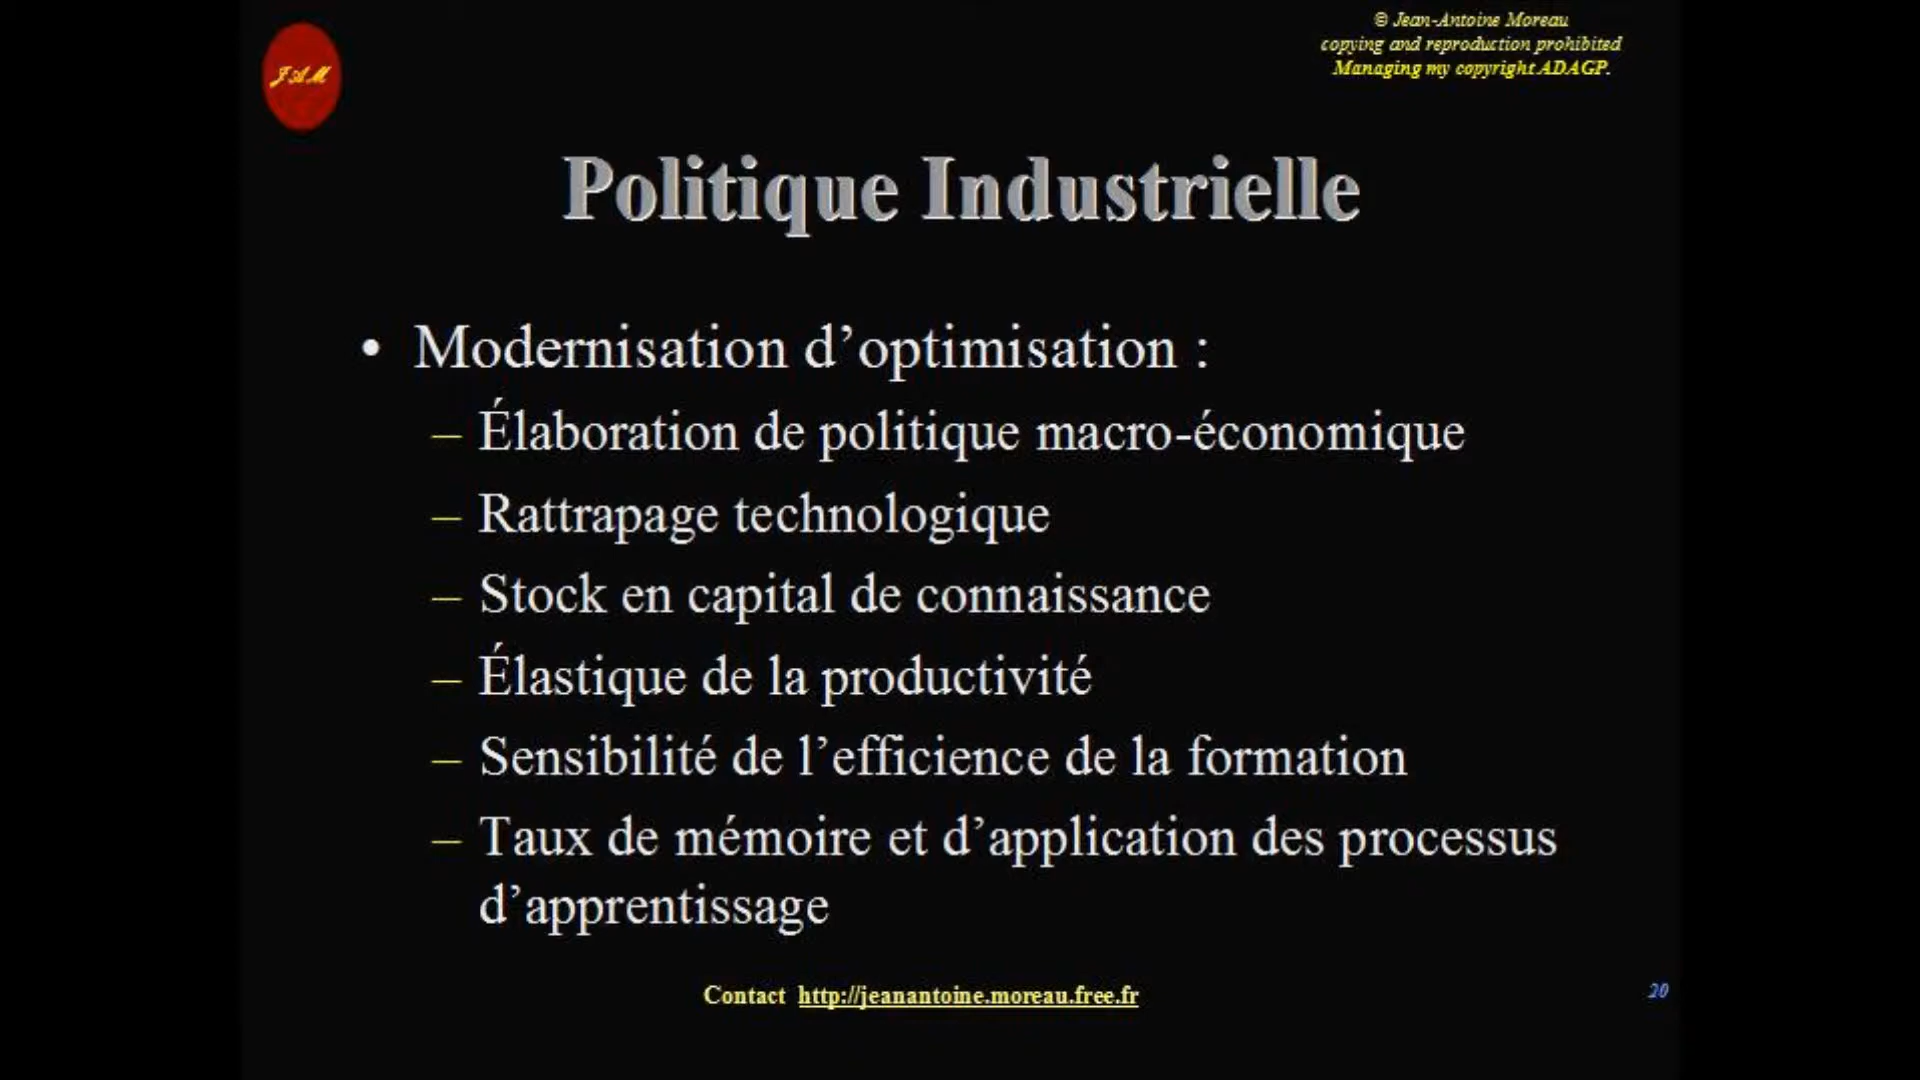 JAM
© Jean-Antoine Moreau
copying and reproduction prohibited
Managing my copyright ADAGP.
Politique Industrielle
• Modernisation d’optimisation :
– Élaboration de politique macro-économique
– Rattrapage technologique
– Stock en capital de connaissance
– Élastique de la productivité
– Sensibilité de l’efficience de la formation
– Taux de mémoire et d’application des processus
d’apprentissage
Contact http://jeanantoine.moreau.free.fr
20